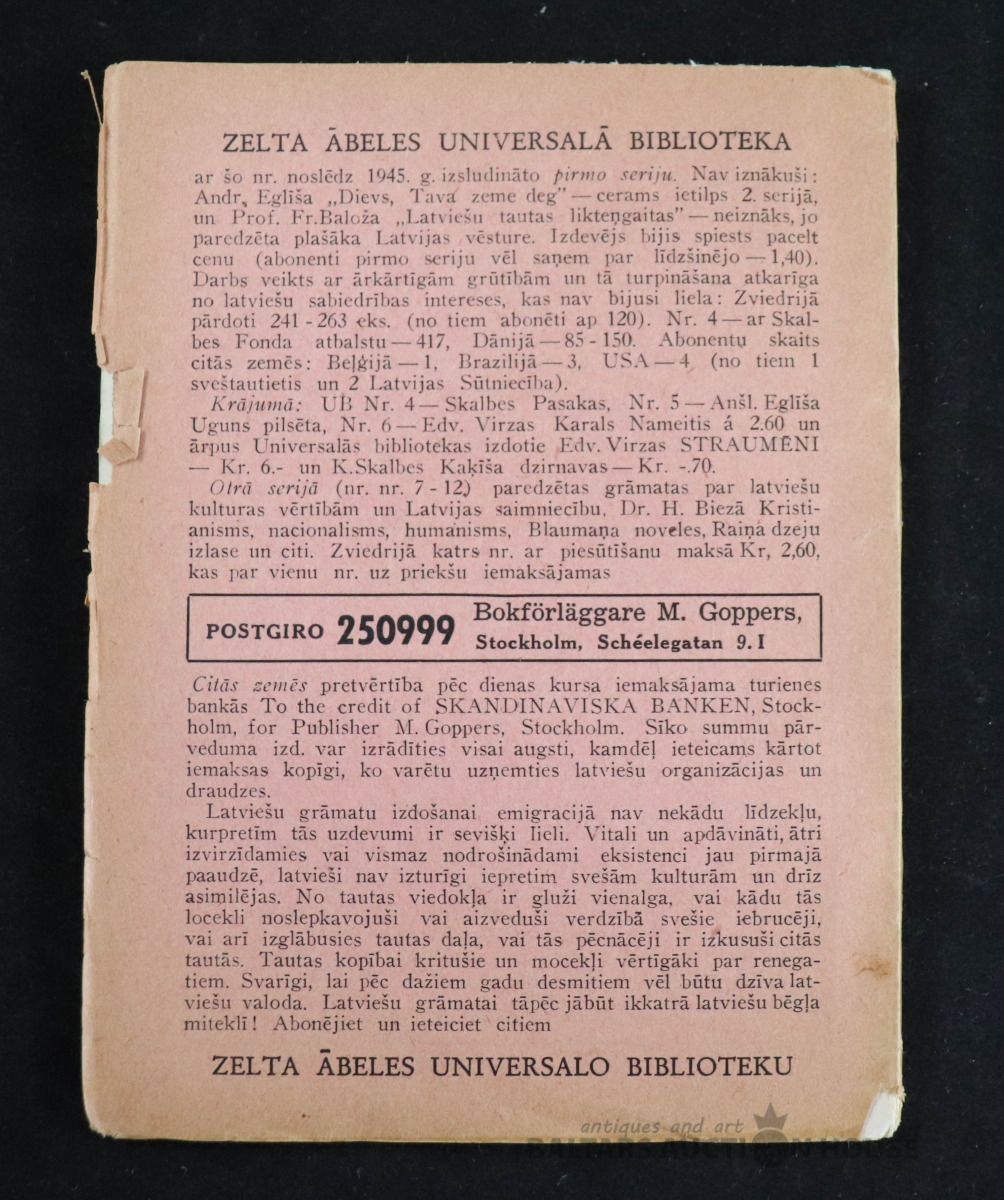 ZELTA ĀBELES UNIVERSALĀ BIBLIOTEKA
ar šo nr. noslēdz 1945. g. izsludināto pirmo seriju. Nav iznākuši:
Andr. Eglīša „Dievs, Tava zeme deg" — cerams ietilps 2. serijā,
un Prof. Fr. Baloža „Latviešu tautas likteņgaitas" — neiznāks, jo
paredzēta plašāka Latvijas vēsture. Izdevējs bijis spiests pacelt
cenu (abonenti pirmo seriju vēl saņem par līdzšinējo — 1,40).
Darbs veikts ar ārkārtīgām grūtībām un tā turpināšana atkarīga
no latviešu sabiedrības intereses, kas nav bijusi liela: Zviedrijā
pārdoti 241 - 263 eks. (no tiem abonēti ap 120). Nr. 4 — ar Skal-
bes Fonda atbalstu — 417, Dānijā — 85 - 150. Abonentu skaits
citās zemēs: Beļģijā — 1, Brazilijā — 3, USA — 4 (no tiem 1
sveštautietis un 2 Latvijas Sūtniecība).
Krājumā: UB Nr. 4 — Skalbes Pasakas, Nr. 5 — Anšl. Eglīša
Uguns pilsēta, Nr. 6 — Edv. Virzas Karals Nameitis á 2.60 un
ārpus Universalās bibliotekas izdotie Edv. Virzas STRAUMĒNI
— Kr. 6.- un K. Skalbes Kaķīša dzirnavas — Kr. -.70.
Otrā serijā (nr. nr. 7 - 12) paredzētas grāmatas par latviešu
kulturas vērtībām un Latvijas saimniecību, Dr. H. Biezā Kristi-
anisms, nacionalisms, humanisms, Blaumaņa noveles, Raiņa dzeju
izlase un citi. Zviedrijā katrs nr. ar piesūtīšanu maksā Kr, 2,60,
kas par vienu nr. uz priekšu iemaksājamas
POSTGIRO 250999 Bokförläggare M. Goppers,
Stockholm, Schéelegatan 9. I
Citās zemēs pretvērtība pēc dienas kursa iemaksājama turienes
bankās To the credit of SKANDINAVISKA BANKEN, Stock-
holm, for Publisher M. Goppers, Stockholm. Sīko summu pār-
veduma izd. var izrādīties visai augsti, kamdēļ ieteicams kārtot
iemaksas kopīgi, ko varētu uzņemties latviešu organizācijas un
draudzes.
Latviešu grāmatu izdošanai emigracijā nav nekādu līdzekļu,
kurpretīm tās uzdevumi ir sevišķi lieli. Vitali un apdāvināti, ātri
izvirzīdamies vai vismaz nodrošinādami eksistenci jau pirmajā
paaudzē, latvieši nav izturīgi iepretim svešām kulturām un drīz
asimilējas. No tautas viedokļa ir gluži vienalga, vai kādu tās
locekli noslepkavojuši vai aizveduši verdzībā svešie iebrucēji,
vai arī izglābusies tautas daļa, vai tās pēcnācēji ir izkusuši citās
tautās. Tautas kopībai kritušie un mocekļi vērtīgāki par renega-
tiem. Svarīgi, lai pēc dažiem gadu desmitiem vēl būtu dzīva lat-
viešu valoda. Latviešu grāmatai tāpēc jābūt ikkatrā latviešu bēgļa
miteklī! Abonējiet un ieteiciet citiem
ZELTA ĀBELES UNIVERSALO BIBLIOTEKU
antiques and art
BALTARS AUCTION HOUSE